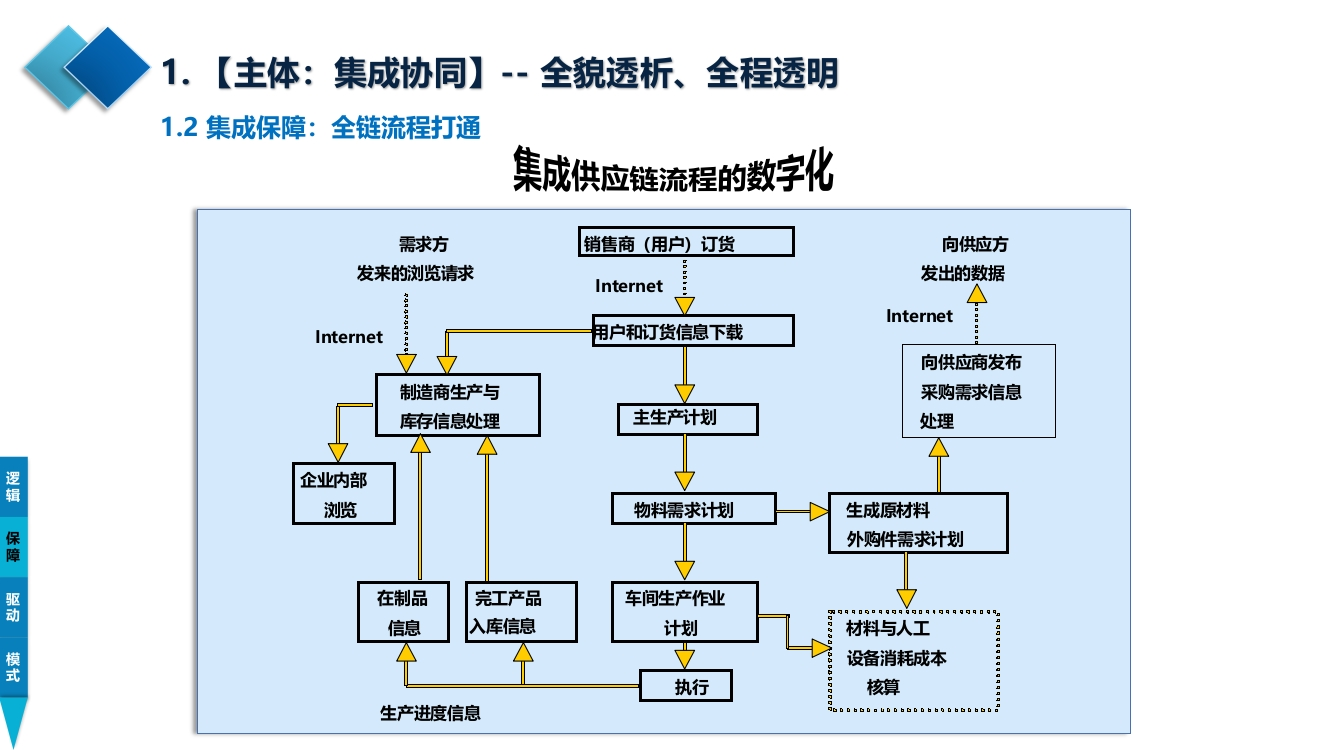 1. 【主体：集成协同】-- 全貌透析、全程透明
1.2 集成保障：全链流程打通
集成供应链流程的数字化
需求方
发来的浏览请求
Internet
销售商（用户）订货
Internet
用户和订货信息下载
向供应方
发出的数据
Internet
向供应商发布
采购需求信息
处理
制造商生产与
库存信息处理
主生产计划
企业内部
浏览
物料需求计划
生成原材料
外购件需求计划
在制品
信息
完工产品
入库信息
车间生产作业
计划
材料与人工
设备消耗成本
核算
执行
生产进度信息
逻
辑
保
障
驱
动
模
式